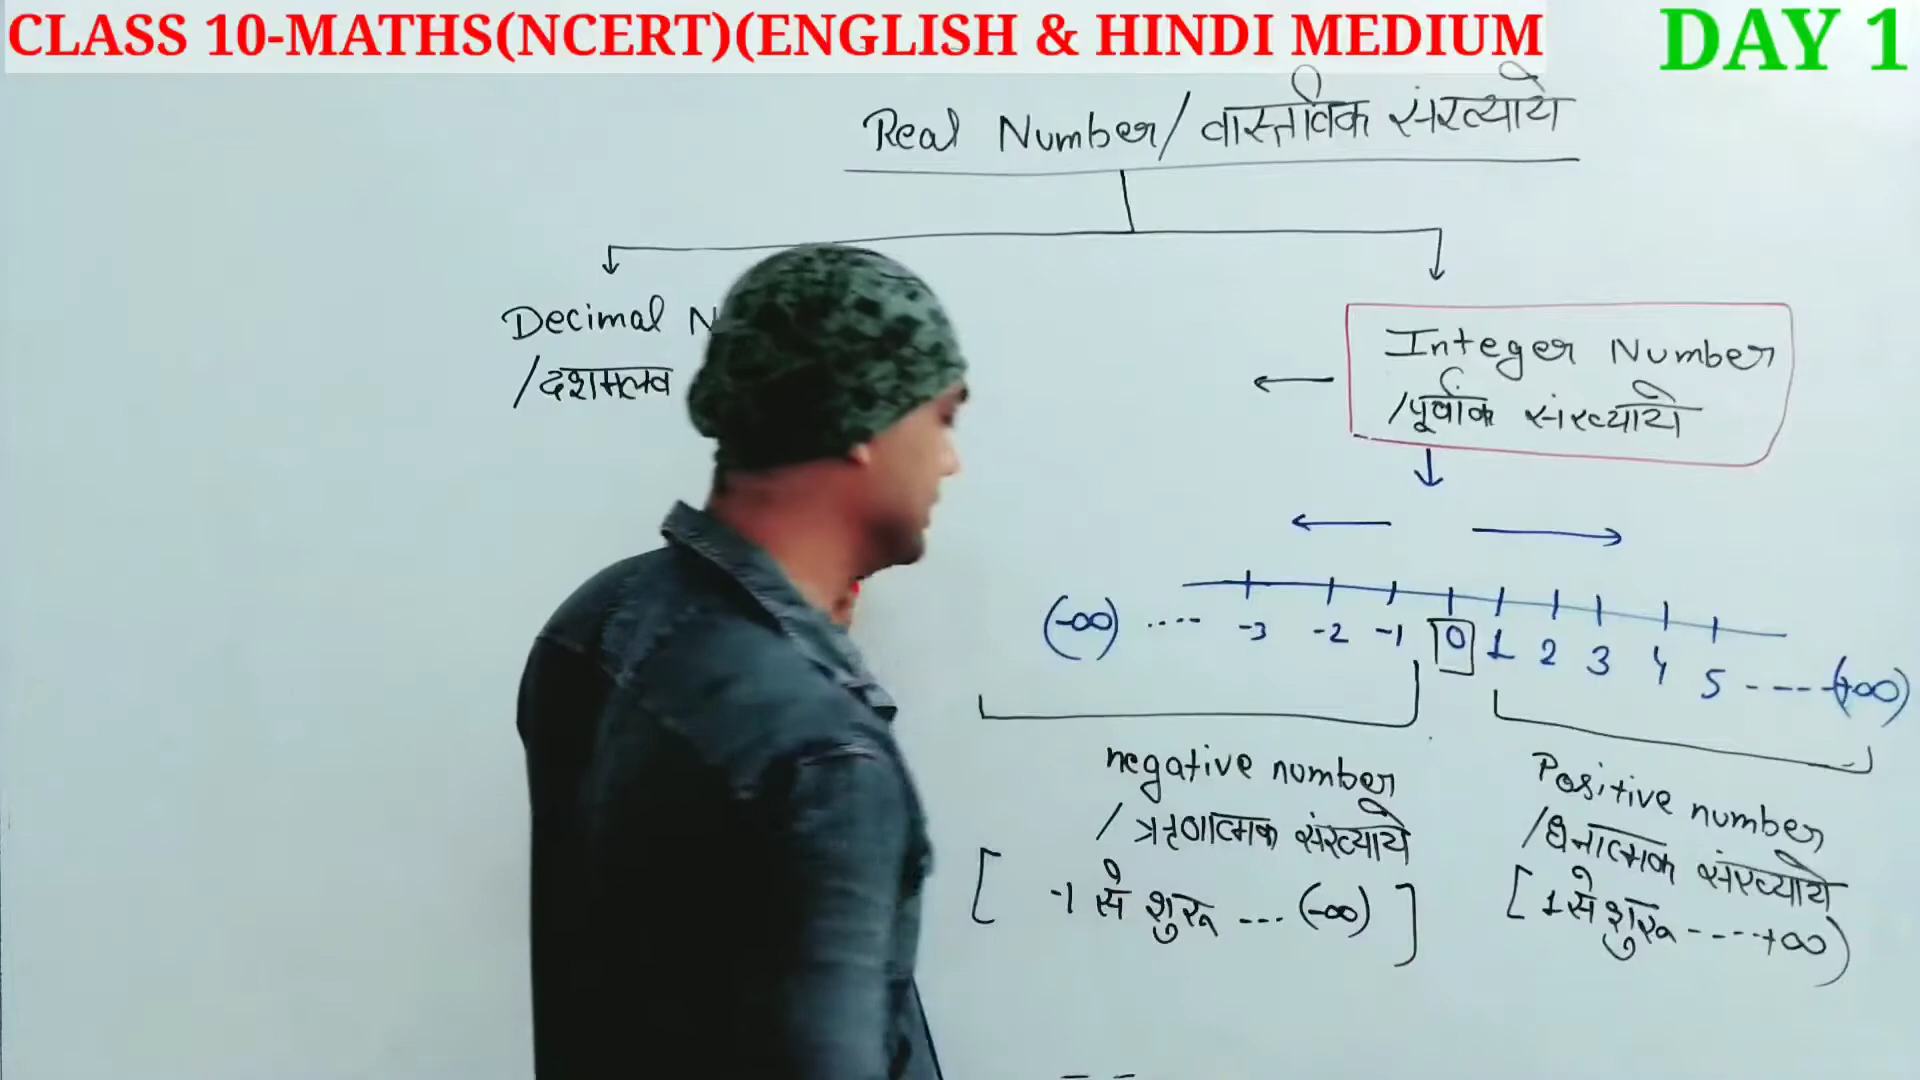 CLASS 10-MATHS(NCERT)(ENGLISH & HINDI MEDIUM
DAY 1
Real Number/ वास्तविक संख्याये
Decimal N
/दशमलव
Integer Number
/पूर्वांक संख्याये
(-∞) .... -3 -2 -1 0 1 2 3 4 5 ---- (+∞)
negative number
/ ऋणात्मक संख्याये
[ -1 से शुरू ... (-∞) ]
Positive number
/धनात्मक संख्याये
[ 1 से शुरू ----+∞)